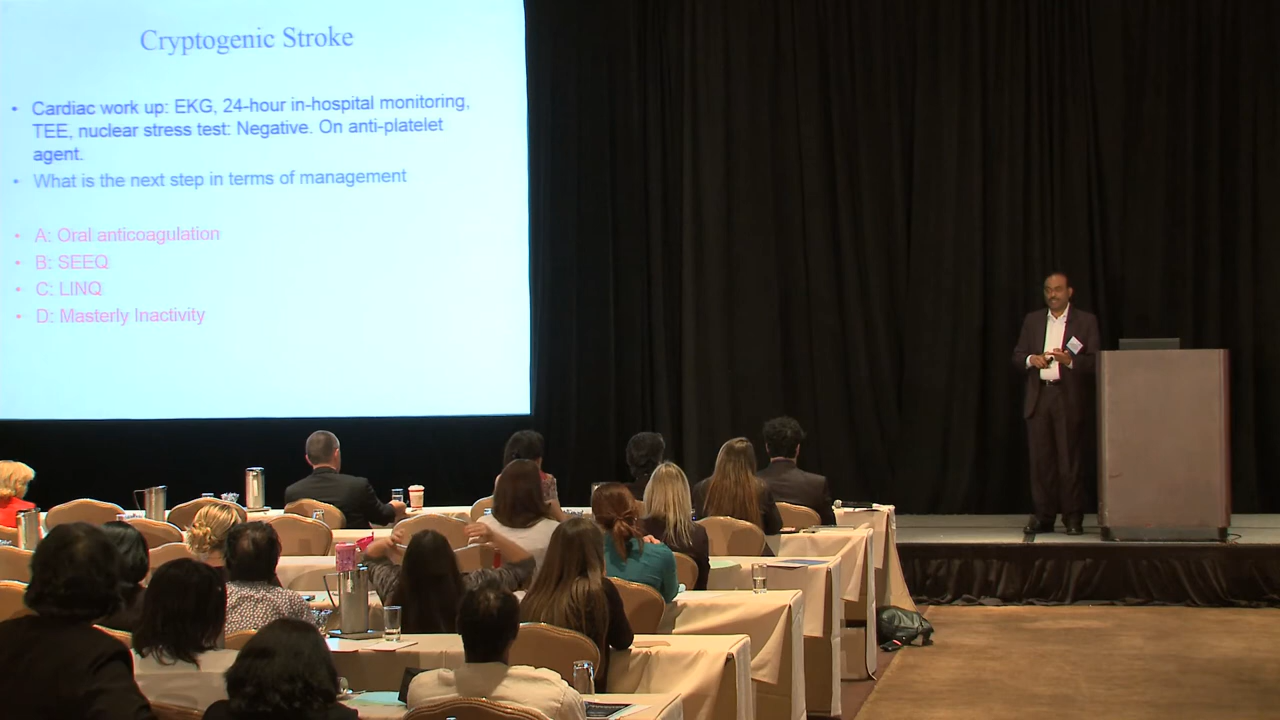 Cryptogenic Stroke
• Cardiac work up: EKG, 24-hour in-hospital monitoring,
TEE, nuclear stress test: Negative. On anti-platelet
agent.
• What is the next step in terms of management
• A: Oral anticoagulation
• B: SEEQ
• C: LINQ
• D: Masterly Inactivity